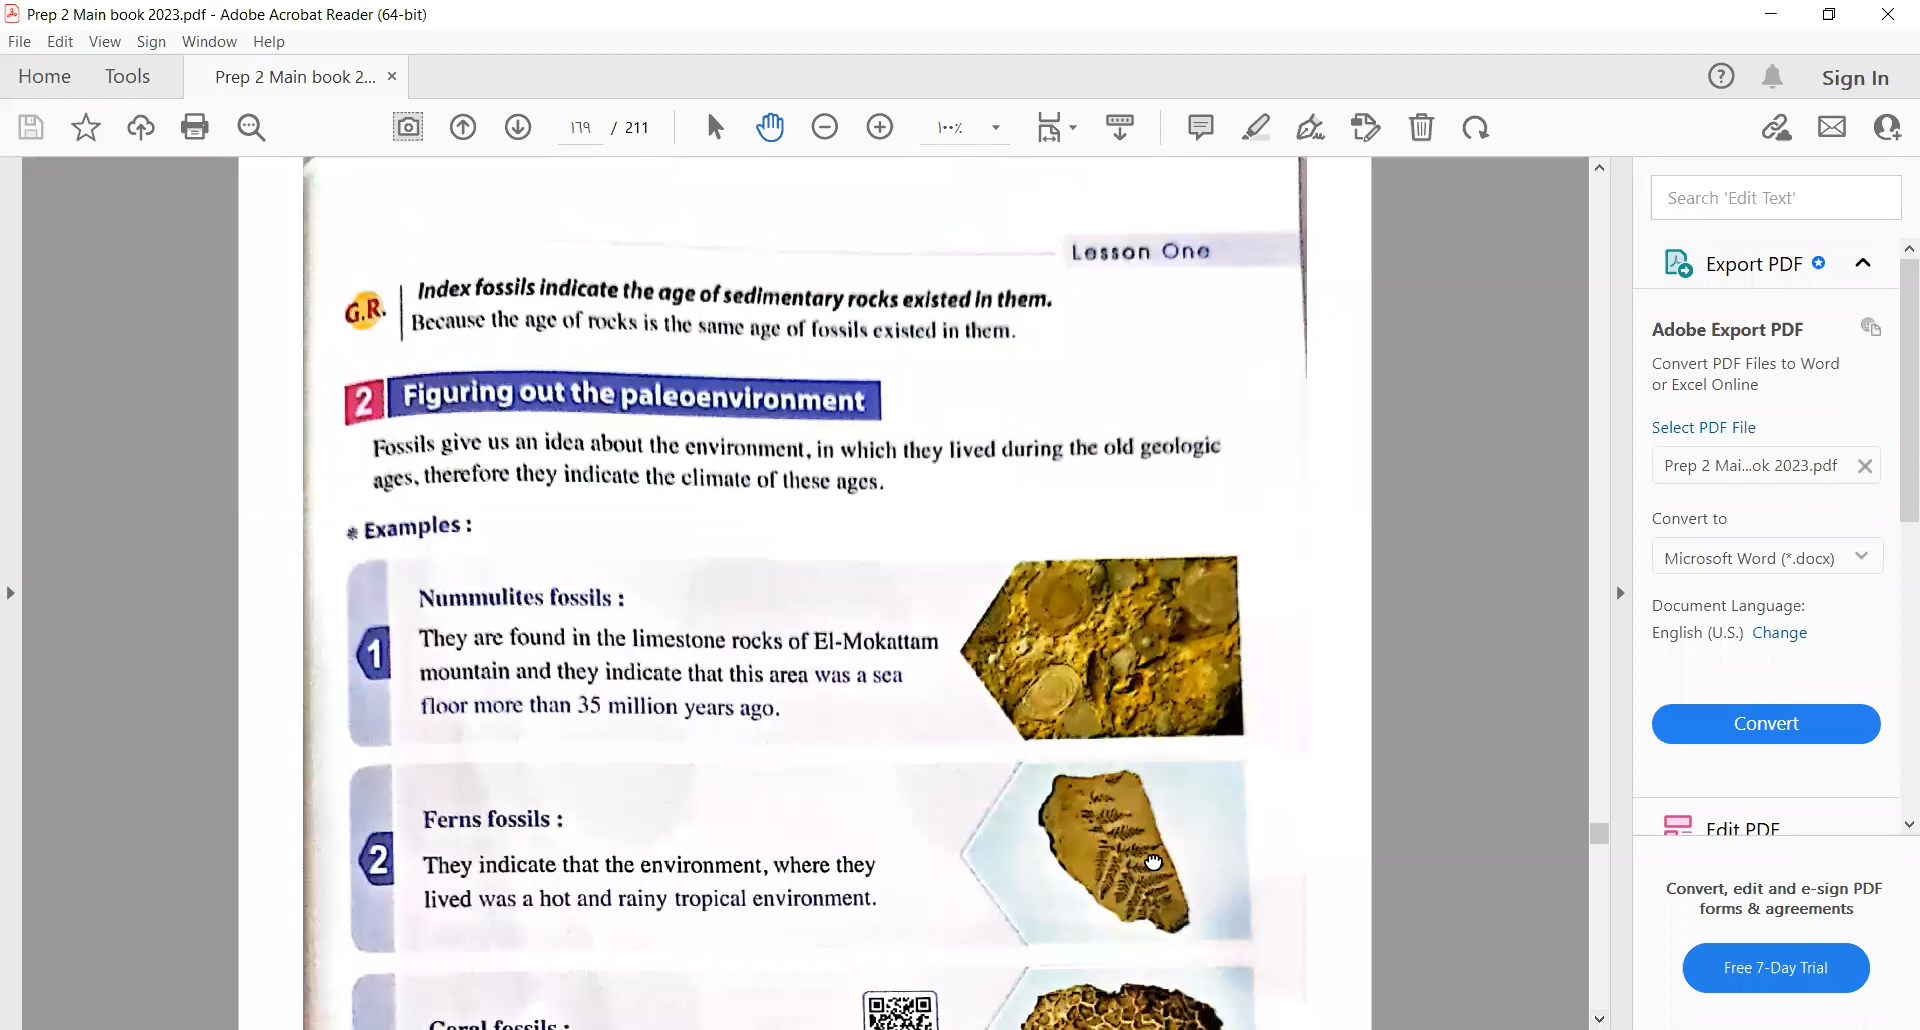 Prep 2 Main book 2023.pdf - Adobe Acrobat Reader (64-bit)
File Edit View Sign Window Help
Home Tools Prep 2 Main book 2... × Sign In
١٦٩ / 211 ١٠٠٪
Lesson One
G.R. Index fossils indicate the age of sedimentary rocks existed in them.
Because the age of rocks is the same age of fossils existed in them.
2 Figuring out the paleoenvironment
Fossils give us an idea about the environment, in which they lived during the old geologic
ages, therefore they indicate the climate of these ages.
* Examples :
1
Nummulites fossils :
They are found in the limestone rocks of El-Mokattam
mountain and they indicate that this area was a sea
floor more than 35 million years ago.
2
Ferns fossils :
They indicate that the environment, where they
lived was a hot and rainy tropical environment.
Coral fossils :
Search 'Edit Text'
Export PDF
Adobe Export PDF
Convert PDF Files to Word
or Excel Online
Select PDF File
Prep 2 Mai...ok 2023.pdf
Convert to
Microsoft Word (*.docx)
Document Language:
English (U.S.) Change
Convert
Edit PDF
Convert, edit and e-sign PDF
forms & agreements
Free 7-Day Trial